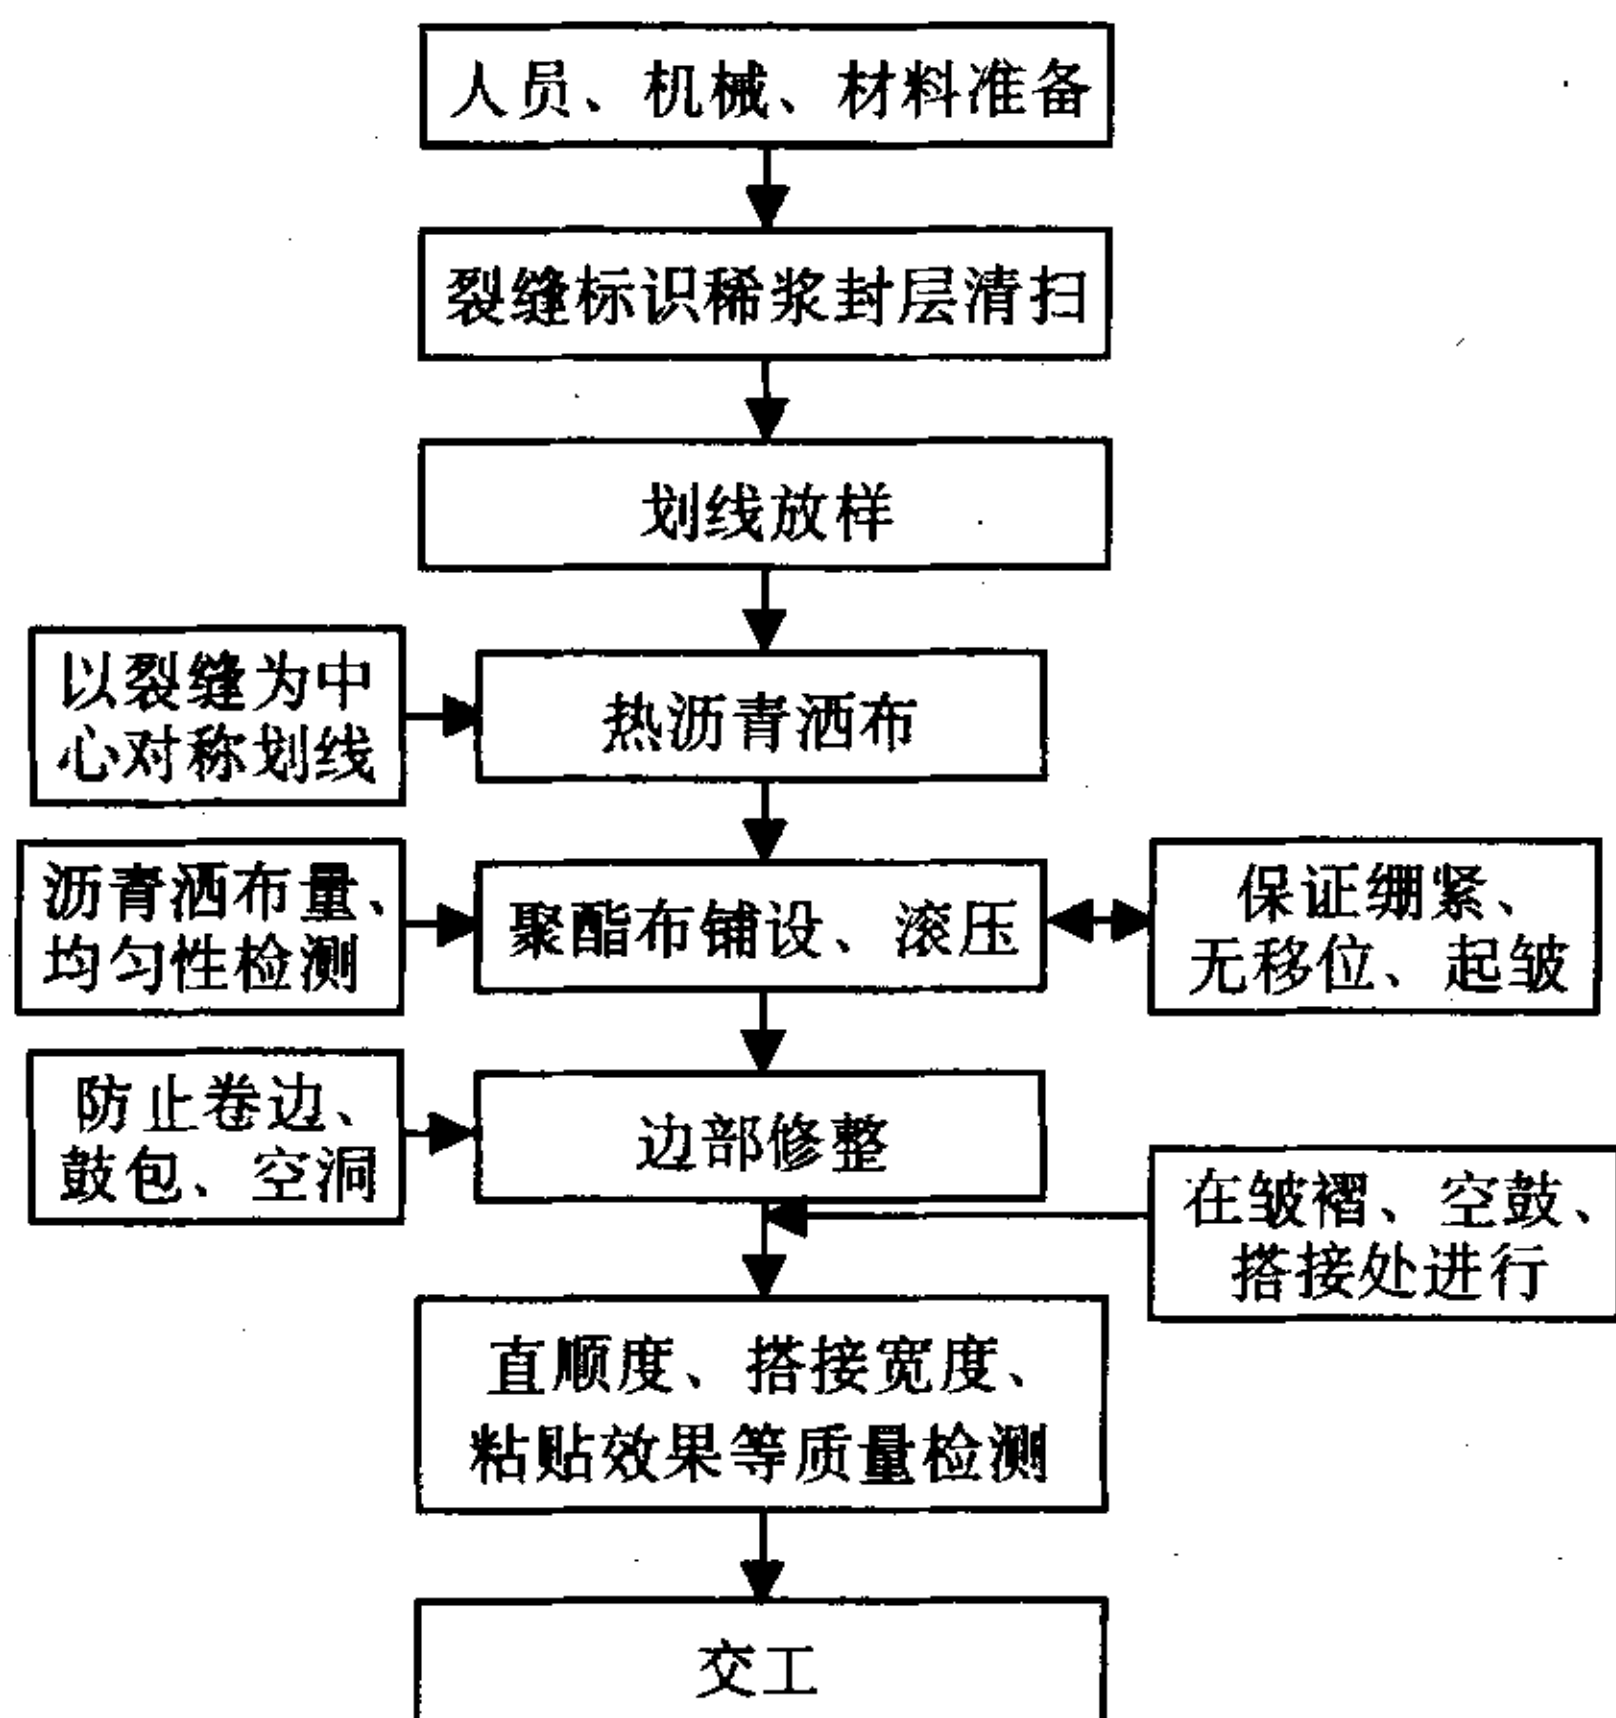 人员、机械、材料准备
裂缝标识稀浆封层清扫
划线放样
以裂缝为中
心对称划线
热沥青洒布
沥青洒布量、
均匀性检测
聚酯布铺设、滚压
保证绷紧、
无移位、起皱
防止卷边、
鼓包、空洞
边部修整
在皱褶、空鼓、
搭接处进行
直顺度、搭接宽度、
粘贴效果等质量检测
交工